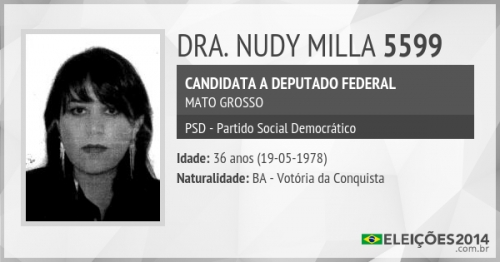 DRA. NUDY MILLA 5599
CANDIDATA A DEPUTADO FEDERAL
MATO GROSSO
PSD - Partido Social Democrático
Idade: 36 anos (19-05-1978)
Naturalidade: BA - Votória da Conquista
ELEIÇÕES2014
.com.br